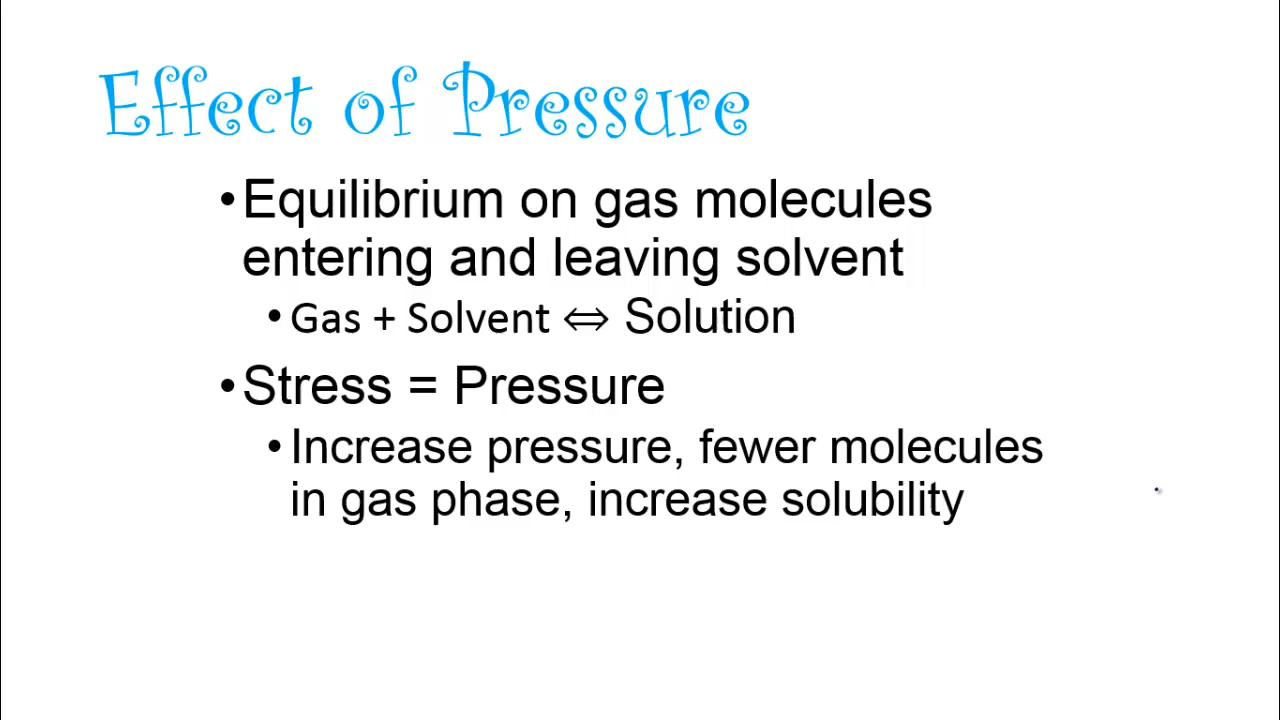 Effect of Pressure
•Equilibrium on gas molecules
entering and leaving solvent
•Gas + Solvent ⇔ Solution
•Stress = Pressure
•Increase pressure, fewer molecules
in gas phase, increase solubility